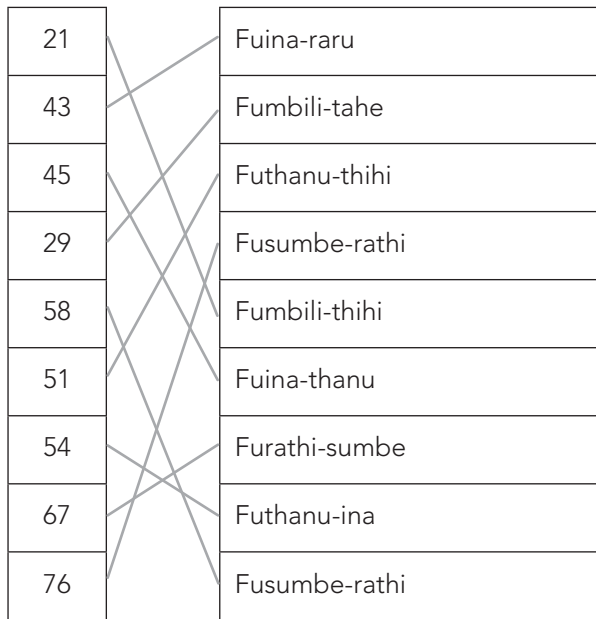 21 Fuina-raru
43 Fumbili-tahe
45 Futhanu-thihi
29 Fusumbe-rathi
58 Fumbili-thihi
51 Fuina-thanu
54 Furathi-sumbe
67 Futhanu-ina
76 Fusumbe-rathi